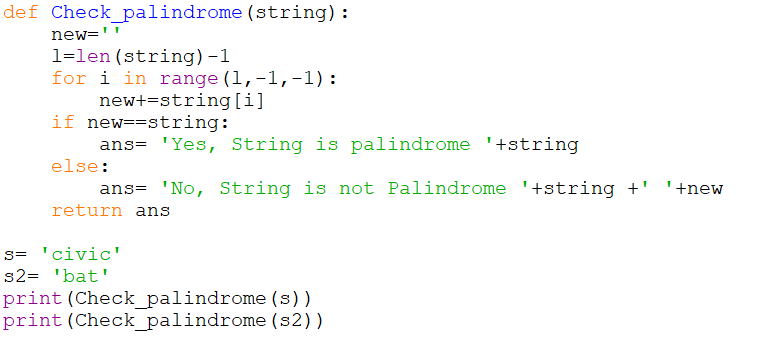 def Check_palindrome(string):
    new=''
    l=len(string)-1
    for i in range(l,-1,-1):
        new+=string[i]
    if new==string:
        ans= 'Yes, String is palindrome '+string
    else:
        ans= 'No, String is not Palindrome '+string +' '+new
    return ans

s= 'civic'
s2= 'bat'
print(Check_palindrome(s))
print(Check_palindrome(s2))